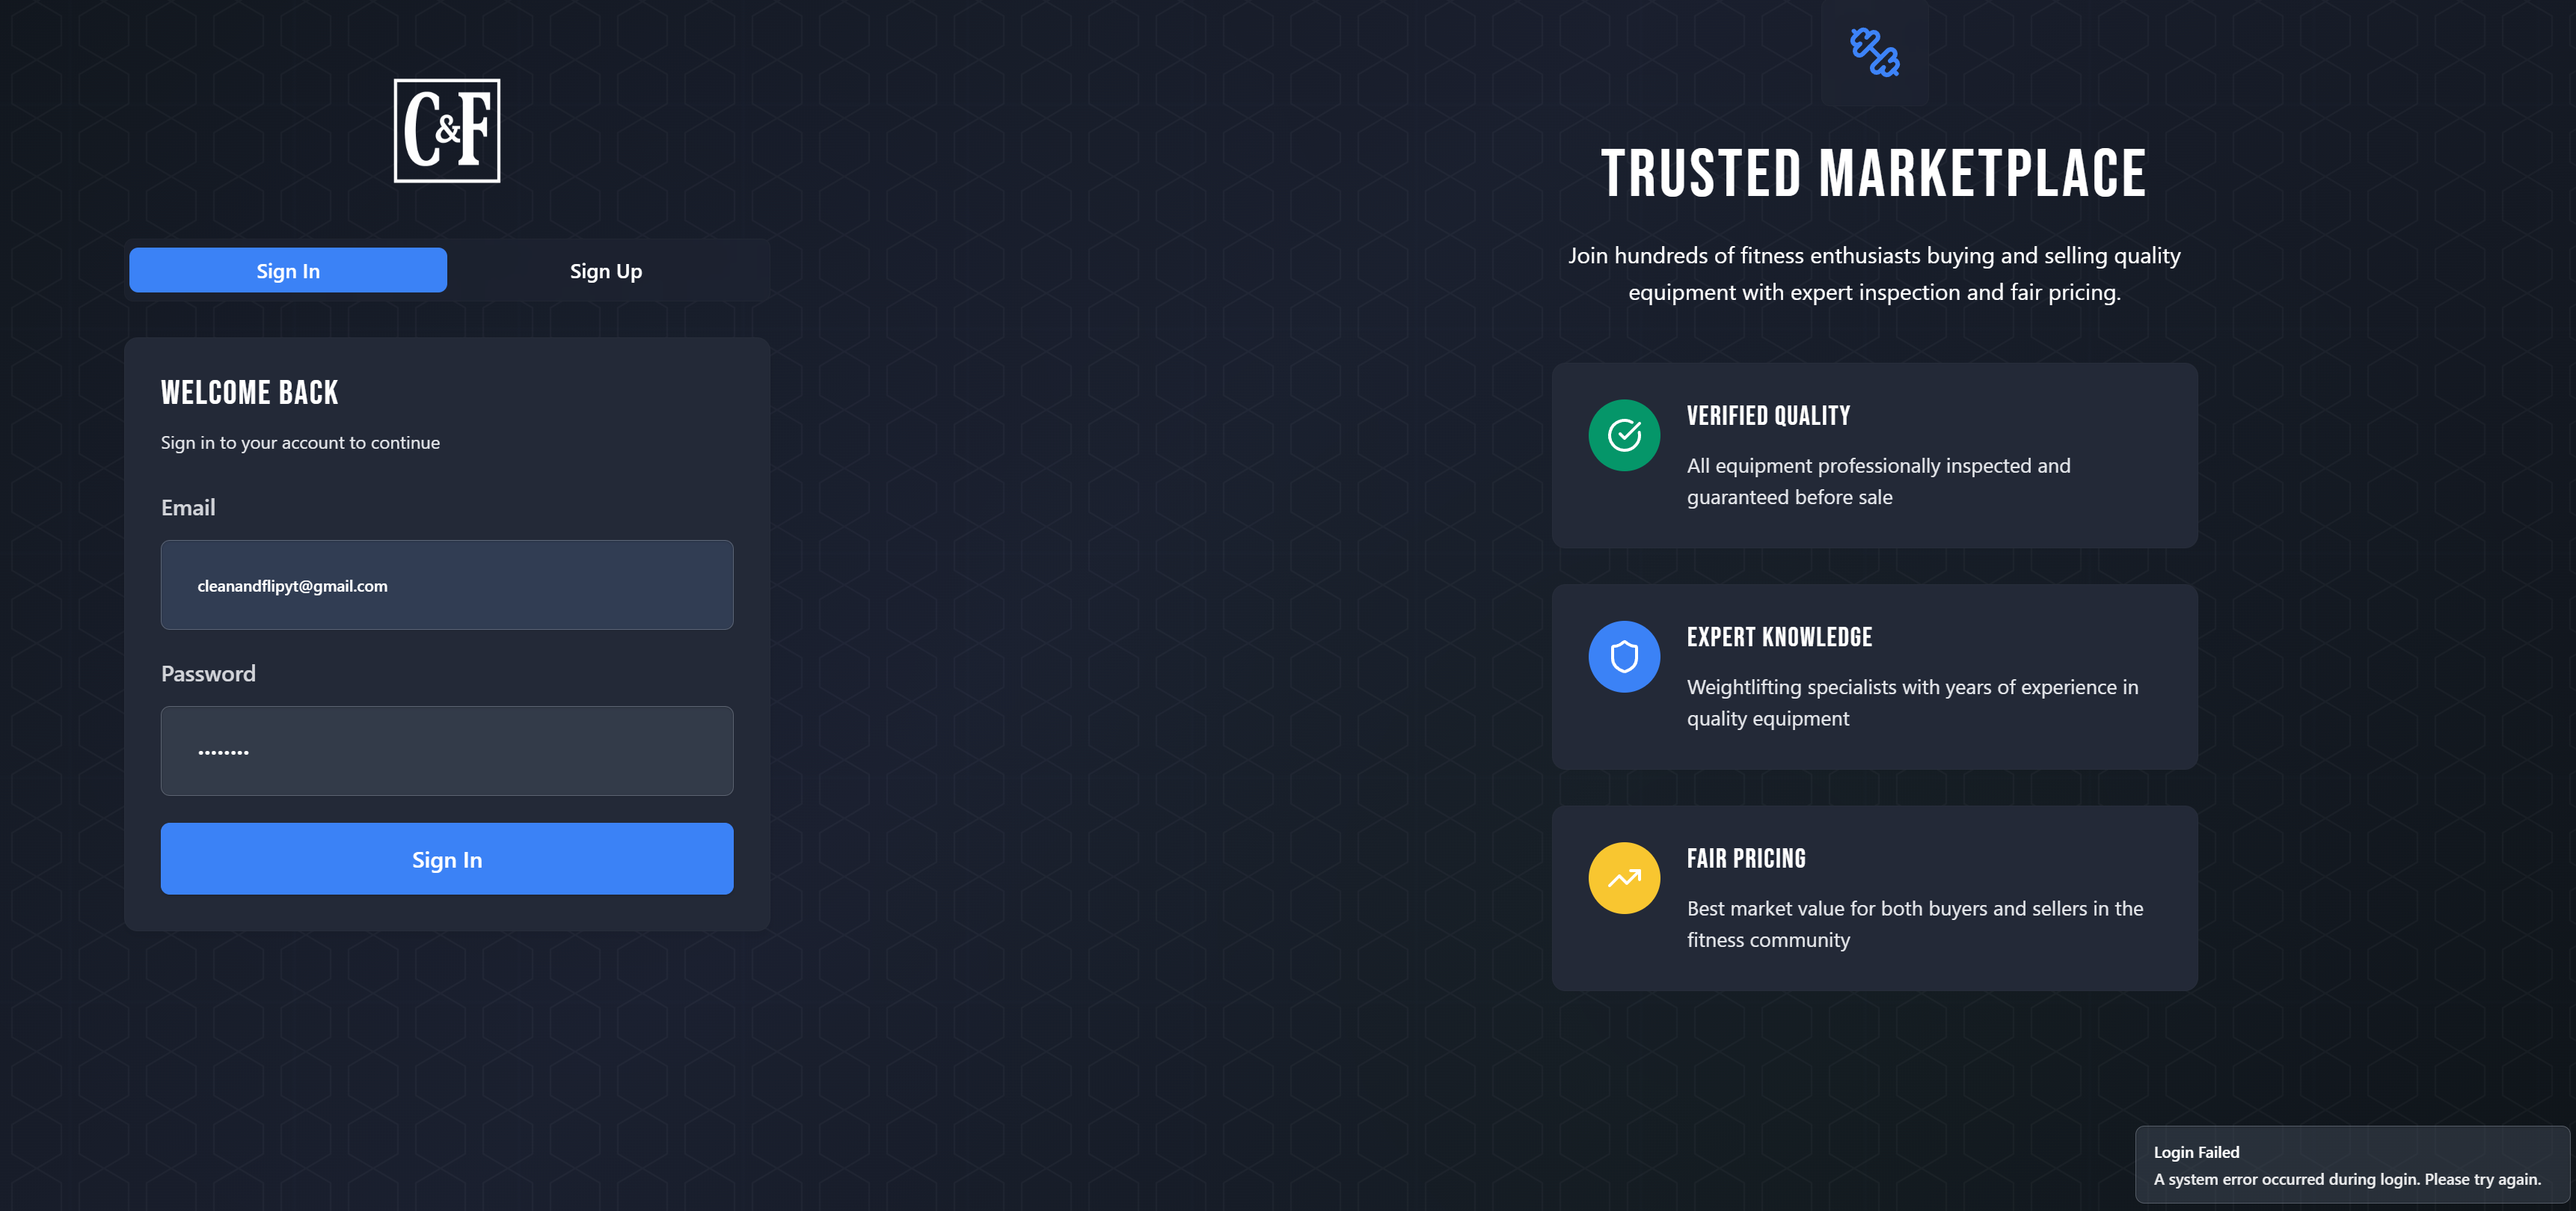 C&F
Sign In
Sign Up
WELCOME BACK
Sign in to your account to continue
Email
cleanandflipyt@gmail.com
Password
........
Sign In
TRUSTED MARKETPLACE
Join hundreds of fitness enthusiasts buying and selling quality
equipment with expert inspection and fair pricing.
VERIFIED QUALITY
All equipment professionally inspected and
guaranteed before sale
EXPERT KNOWLEDGE
Weightlifting specialists with years of experience in
quality equipment
FAIR PRICING
Best market value for both buyers and sellers in the
fitness community
Login Failed
A system error occurred during login. Please try again.